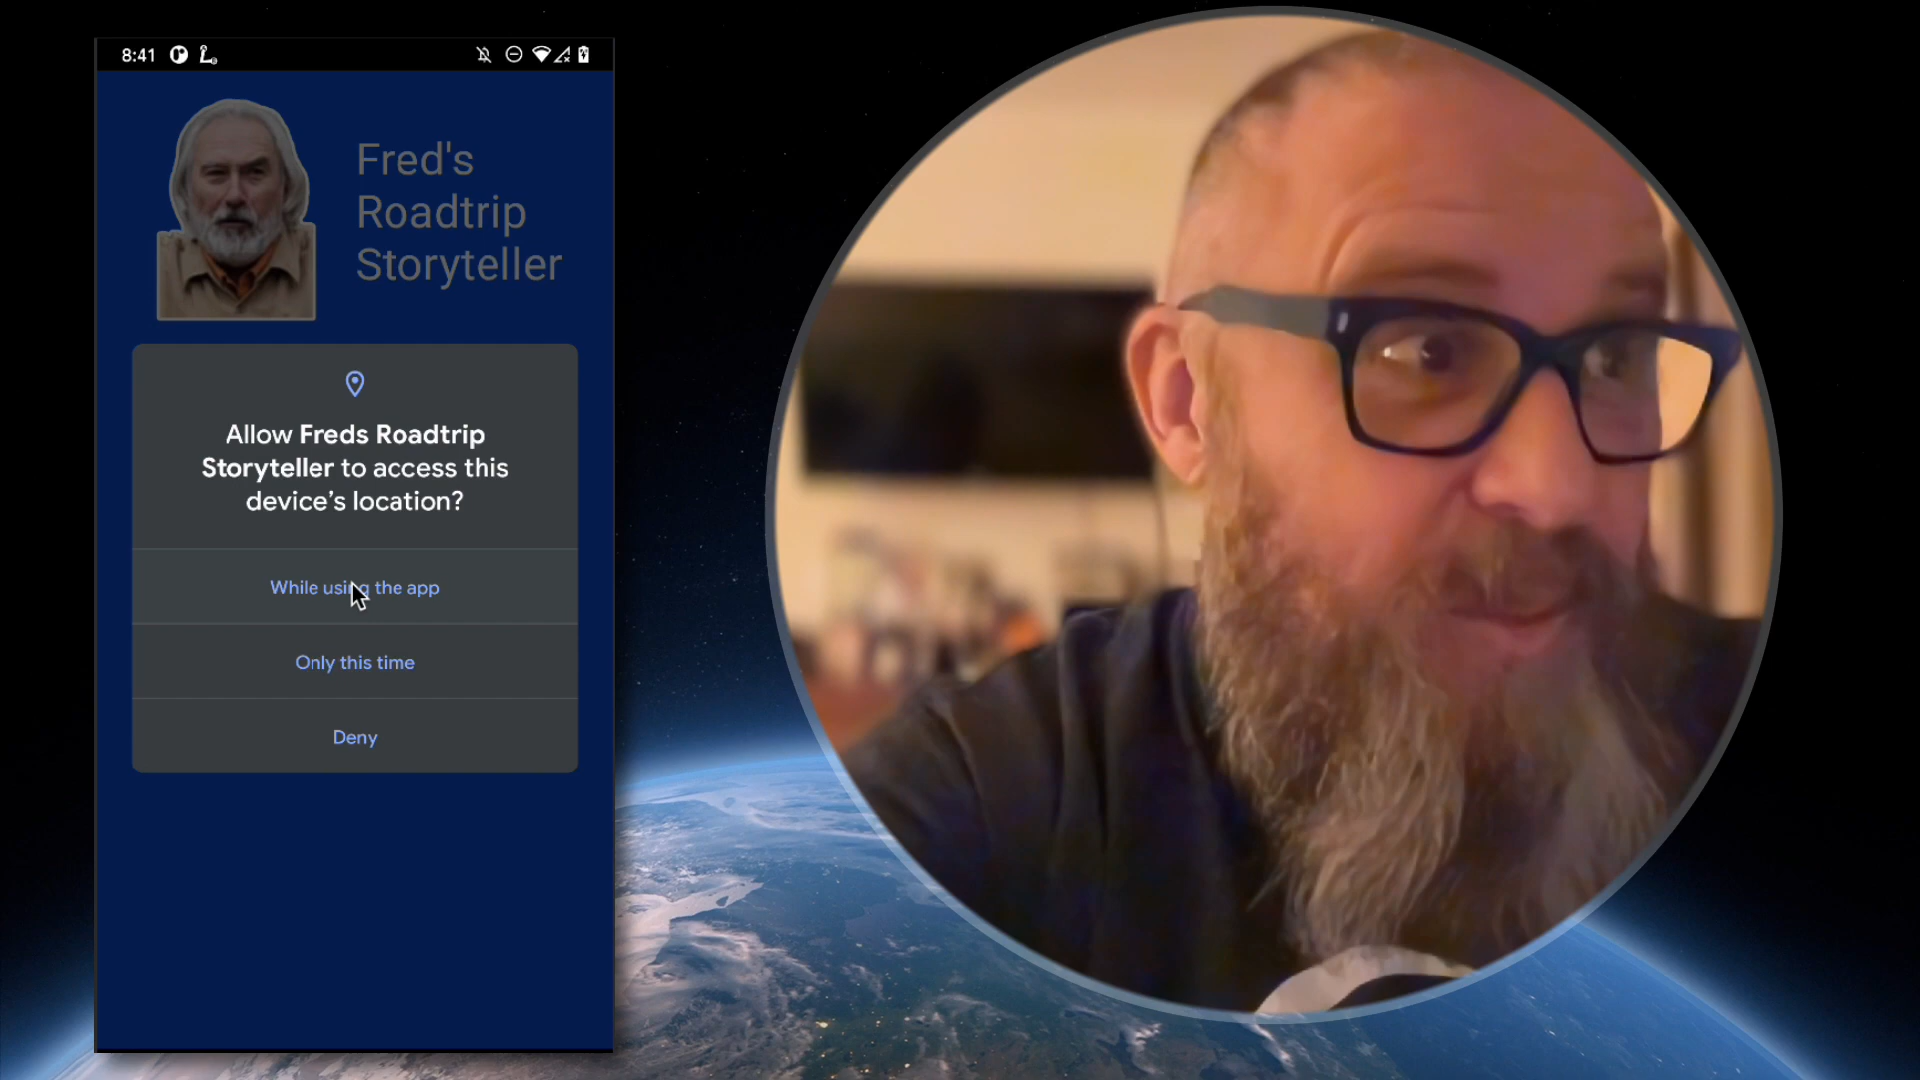 8:41
Fred's
Roadtrip
Storyteller
Allow Freds Roadtrip
Storyteller to access this
device's location?
While using the app
Only this time
Deny